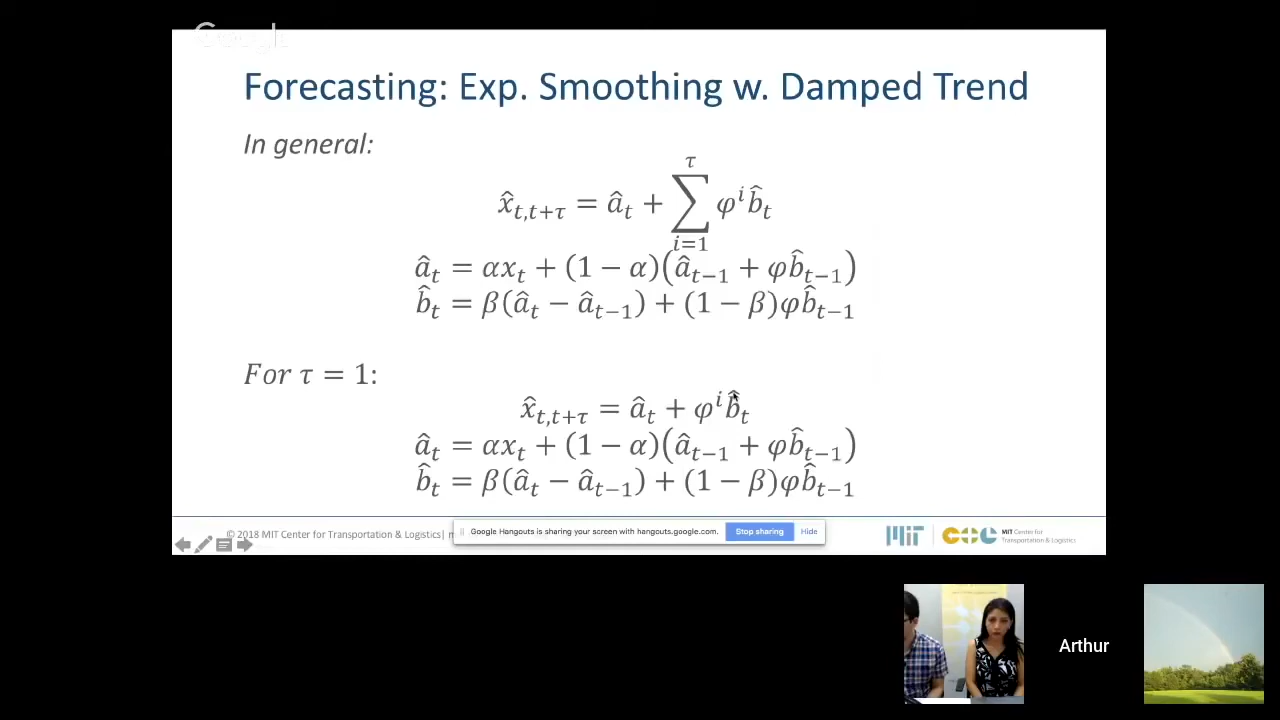 Google
Forecasting: Exp. Smoothing w. Damped Trend
In general:
x̂_{t,t+τ} = â_t + ∑_{i=1}^{τ} φ^i b̂_t
â_t = αx_t + (1 − α)(â_{t−1} + φb̂_{t−1})
b̂_t = β(â_t − â_{t−1}) + (1 − β)φb̂_{t−1}
For τ = 1:
x̂_{t,t+τ} = â_t + φ^i b̂_t
â_t = αx_t + (1 − α)(â_{t−1} + φb̂_{t−1})
b̂_t = β(â_t − â_{t−1}) + (1 − β)φb̂_{t−1}
© 2018 MIT Center for Transportation & Logistics|
Google Hangouts is sharing your screen with hangouts.google.com. Stop sharing Hide
MIT
CTL
MIT Center for
Transportation & Logistics
Arthur